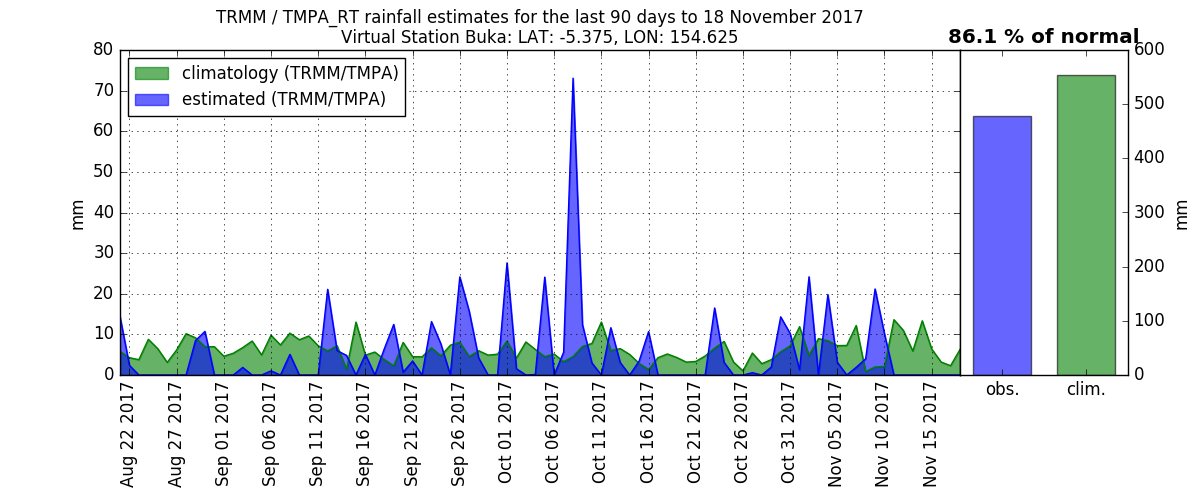 TRMM / TMPA_RT rainfall estimates for the last 90 days to 18 November 2017
Virtual Station Buka: LAT: -5.375, LON: 154.625
86.1 % of normal
climatology (TRMM/TMPA)
estimated (TRMM/TMPA)
mm
80
70
60
50
40
30
20
10
0
Aug 22 2017
Aug 27 2017
Sep 01 2017
Sep 06 2017
Sep 11 2017
Sep 16 2017
Sep 21 2017
Sep 26 2017
Oct 01 2017
Oct 06 2017
Oct 11 2017
Oct 16 2017
Oct 21 2017
Oct 26 2017
Oct 31 2017
Nov 05 2017
Nov 10 2017
Nov 15 2017
600
500
400
300
200
100
0
mm
obs.
clim.